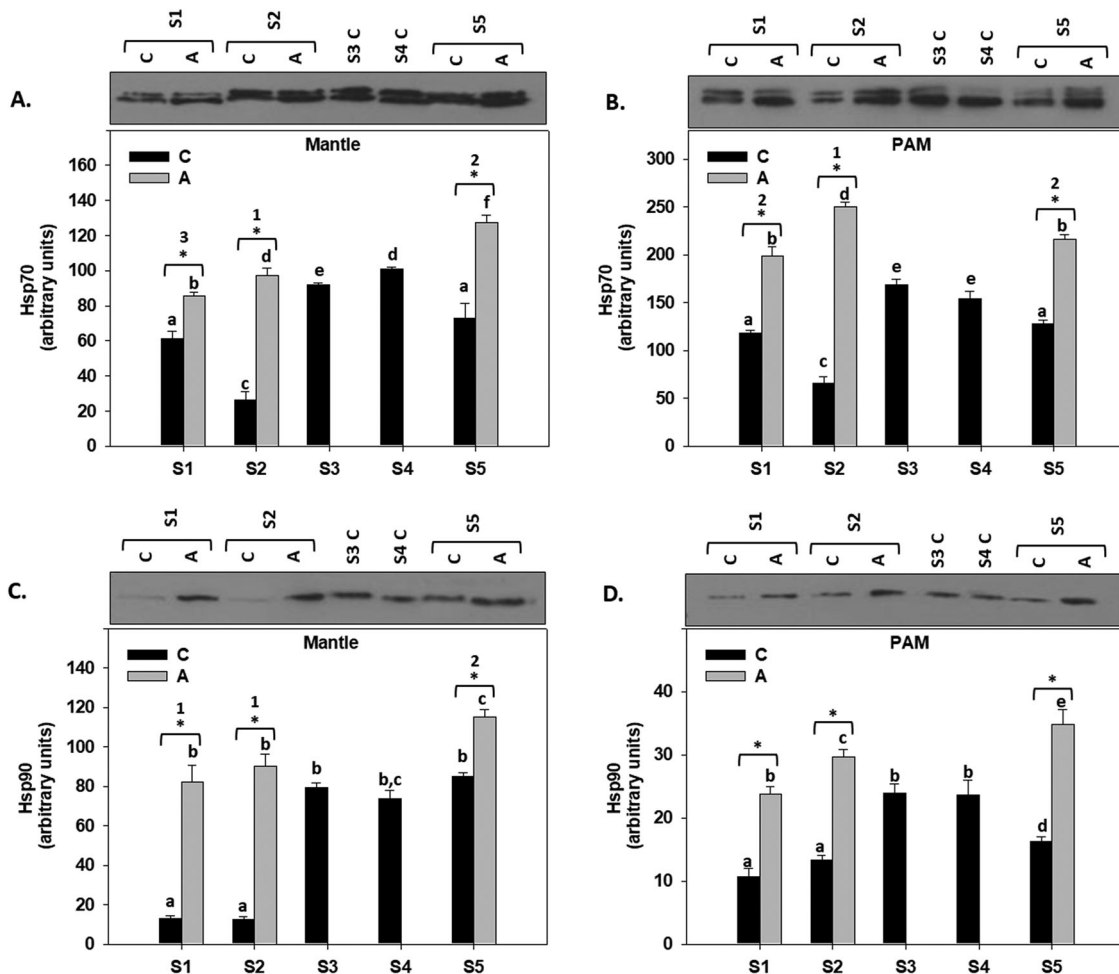 S1
S2
S3 C
S4 C
S5
C
A
C
A
C
A
A.
Mantle
C
A
Hsp70
(arbitrary units)
160
140
120
100
80
60
40
20
0
3
*
a
b
1
*
c
d
e
d
2
*
a
f
S1
S2
S3
S4
S5
S1
S2
S3 C
S4 C
S5
C
A
C
A
C
A
B.
PAM
C
A
Hsp70
(arbitrary units)
300
250
200
150
100
50
0
2
*
a
b
1
*
c
d
e
e
2
*
a
b
S1
S2
S3
S4
S5
S1
S2
S3 C
S4 C
S5
C
A
C
A
C
A
C.
Mantle
C
A
Hsp90
(arbitrary units)
140
120
100
80
60
40
20
0
1
*
a
b
1
*
a
b
b
b,c
2
*
b
c
S1
S2
S3
S4
S5
S1
S2
S3 C
S4 C
S5
C
A
C
A
C
A
D.
PAM
C
A
Hsp90
(arbitrary units)
40
30
20
10
0
*
a
b
*
a
c
b
b
*
d
e
S1
S2
S3
S4
S5